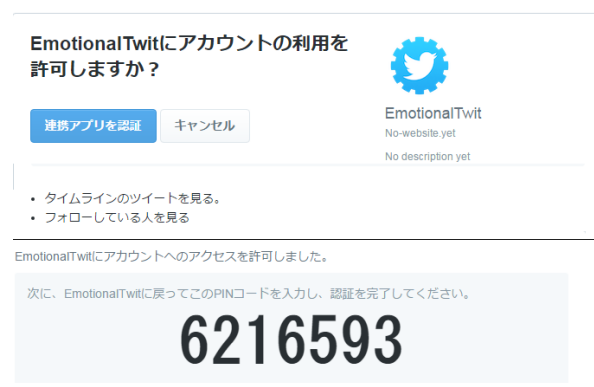 EmotionalTwitにアカウントの利用を
許可しますか？
連携アプリを認証
キャンセル
EmotionalTwit
No-website.yet
No description yet
タイムラインのツイートを見る。
フォローしている人を見る
EmotionalTwitにアカウントへのアクセスを許可しました。
次に、EmotionalTwitに戻ってこのPINコードを入力し、認証を完了してください。
6216593